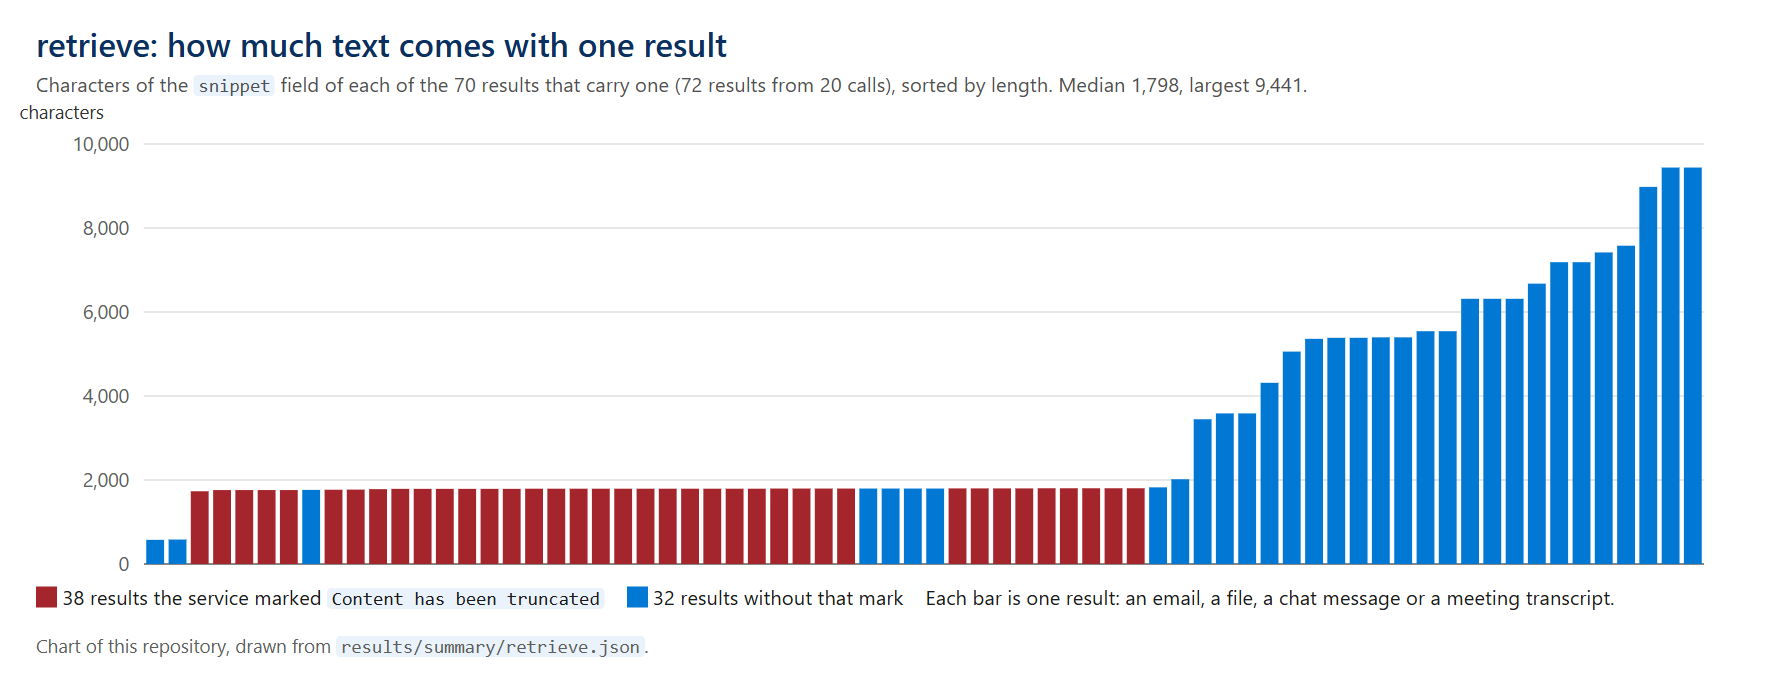 retrieve: how much text comes with one result
Characters of the snippet field of each of the 70 results that carry one (72 results from 20 calls), sorted by length. Median 1,798, largest 9,441.
characters
10,000
8,000
6,000
4,000
2,000
0
38 results the service marked Content has been truncated 32 results without that mark Each bar is one result: an email, a file, a chat message or a meeting transcript.
Chart of this repository, drawn from results/summary/retrieve.json.